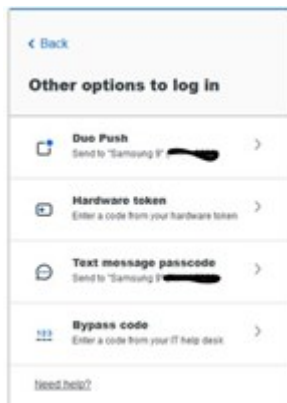 Back
Other options to log in
Duo Push
Send to "Samsung 9"
Hardware token
Enter a code from your hardware token
Text message passcode
Send to "Samsung 9"
Bypass code
Enter a code from your IT help desk
Need help?